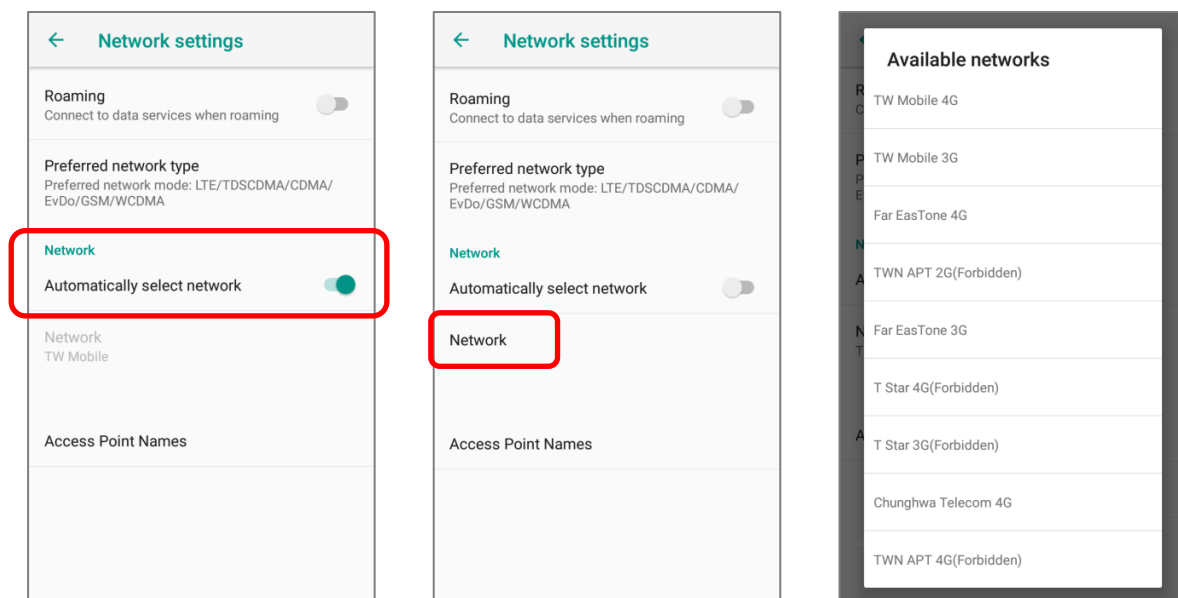 Network settings
Roaming
Connect to data services when roaming
Preferred network type
Preferred network mode: LTE/TDSCDMA/CDMA/
EvDo/GSM/WCDMA
Network
Automatically select network
Network
TW Mobile
Access Point Names
Network settings
Roaming
Connect to data services when roaming
Preferred network type
Preferred network mode: LTE/TDSCDMA/CDMA/
EvDo/GSM/WCDMA
Network
Automatically select network
Network
Access Point Names
Available networks
TW Mobile 4G
TW Mobile 3G
Far EasTone 4G
TWN APT 2G(Forbidden)
Far EasTone 3G
T Star 4G(Forbidden)
T Star 3G(Forbidden)
Chunghwa Telecom 4G
TWN APT 4G(Forbidden)